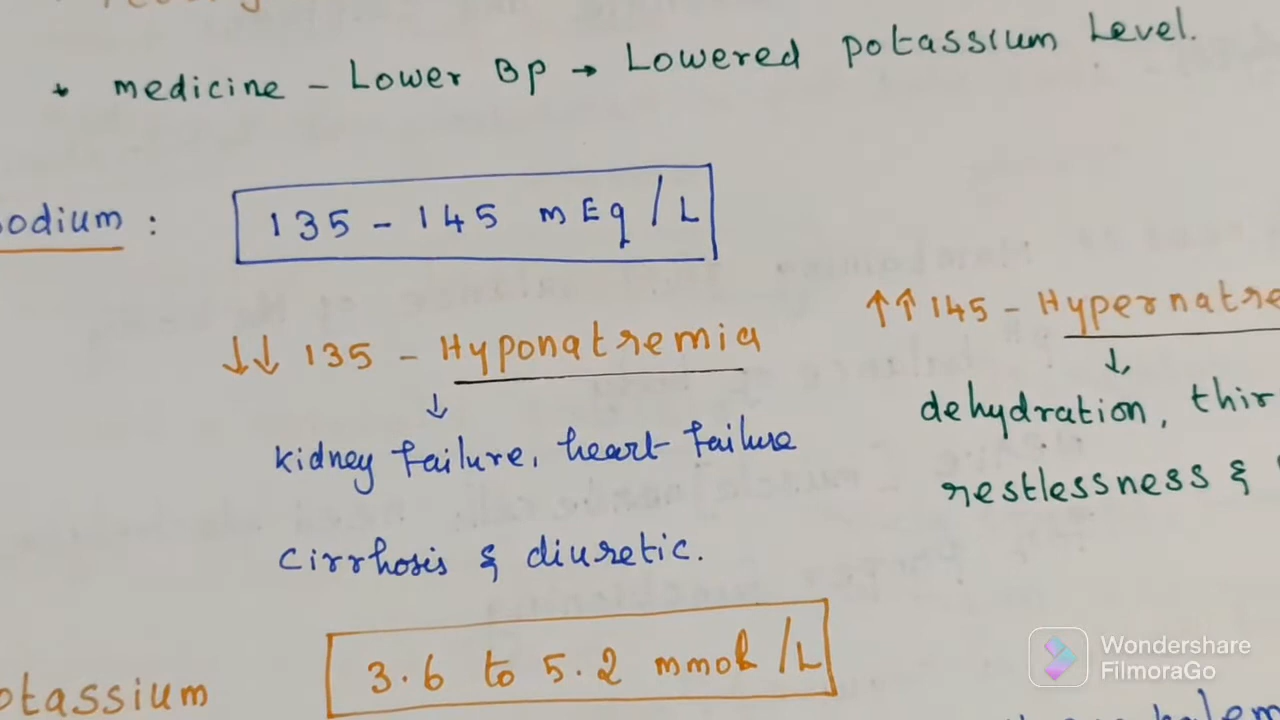 * medicine - Lower BP → Lowered potassium Level.
sodium : 135 - 145 mEq/L
↓↓ 135 - Hyponatremia
↓
kidney failure, heart failure
cirrhosis & diuretic.
↑↑ 145 - Hypernatre
↓
dehydration, thir
restlessness &
otassium 3.6 to 5.2 mmol/L
Wondershare
FilmoraGo